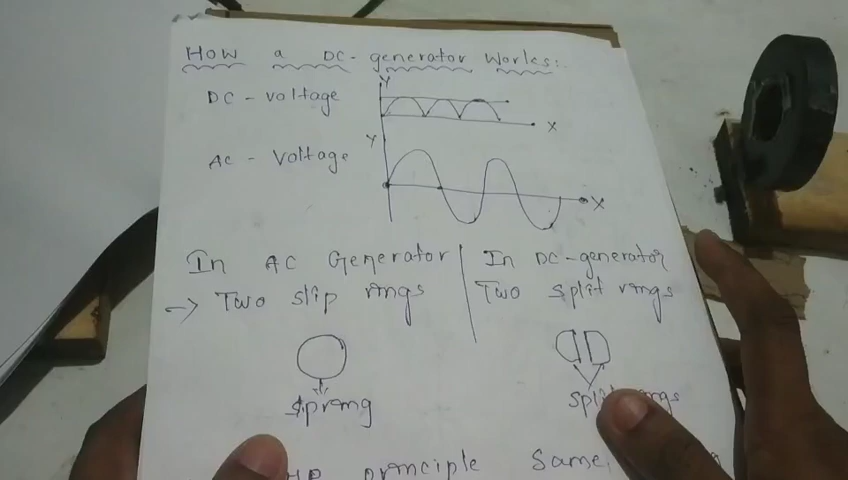 How a DC-generator Works:.
DC - Voltage
Y
X
AC - Voltage
Y
X
In AC Generator
-> Two slip rings
In DC-generator
Two split rings
split
principle same,